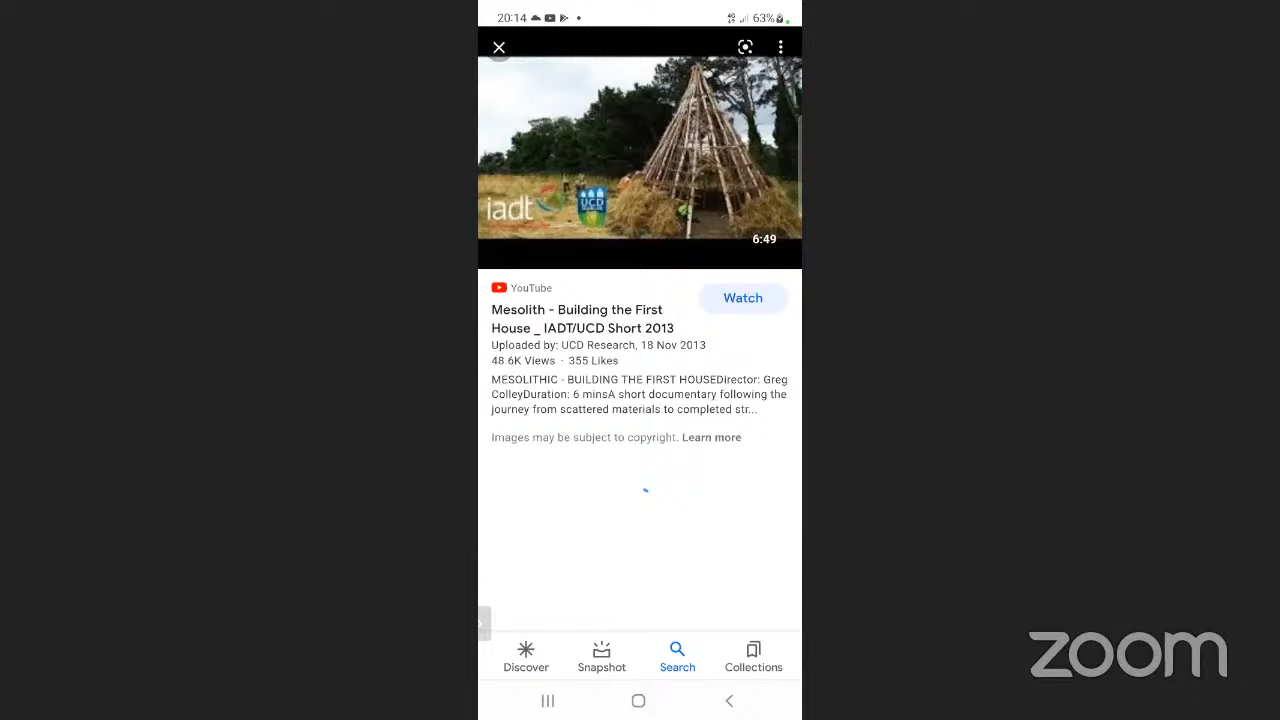 20:14
4G 63%
iadt
UCD
DUBLIN
6:49
YouTube
Watch
Mesolith - Building the First
House _ IADT/UCD Short 2013
Uploaded by: UCD Research, 18 Nov 2013
48.6K Views · 355 Likes
MESOLITHIC - BUILDING THE FIRST HOUSEDirector: Greg
ColleyDuration: 6 minsA short documentary following the
journey from scattered materials to completed str...
Images may be subject to copyright. Learn more
Discover
Snapshot
Search
Collections
zoom